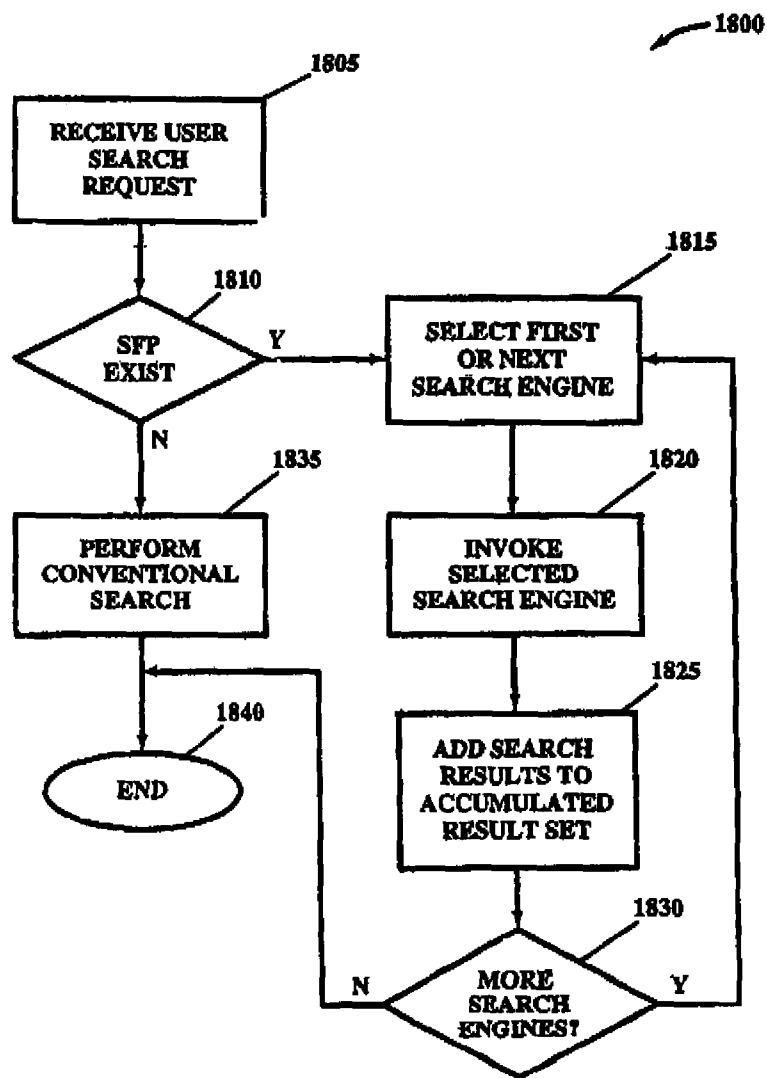 1800
1805
RECEIVE USER
SEARCH
REQUEST
1810
SFP
EXIST
Y
N
1815
SELECT FIRST
OR NEXT
SEARCH ENGINE
1835
PERFORM
CONVENTIONAL
SEARCH
1820
INVOKE
SELECTED
SEARCH ENGINE
1840
END
1825
ADD SEARCH
RESULTS TO
ACCUMULATED
RESULT SET
1830
MORE
SEARCH
ENGINES?
N
Y